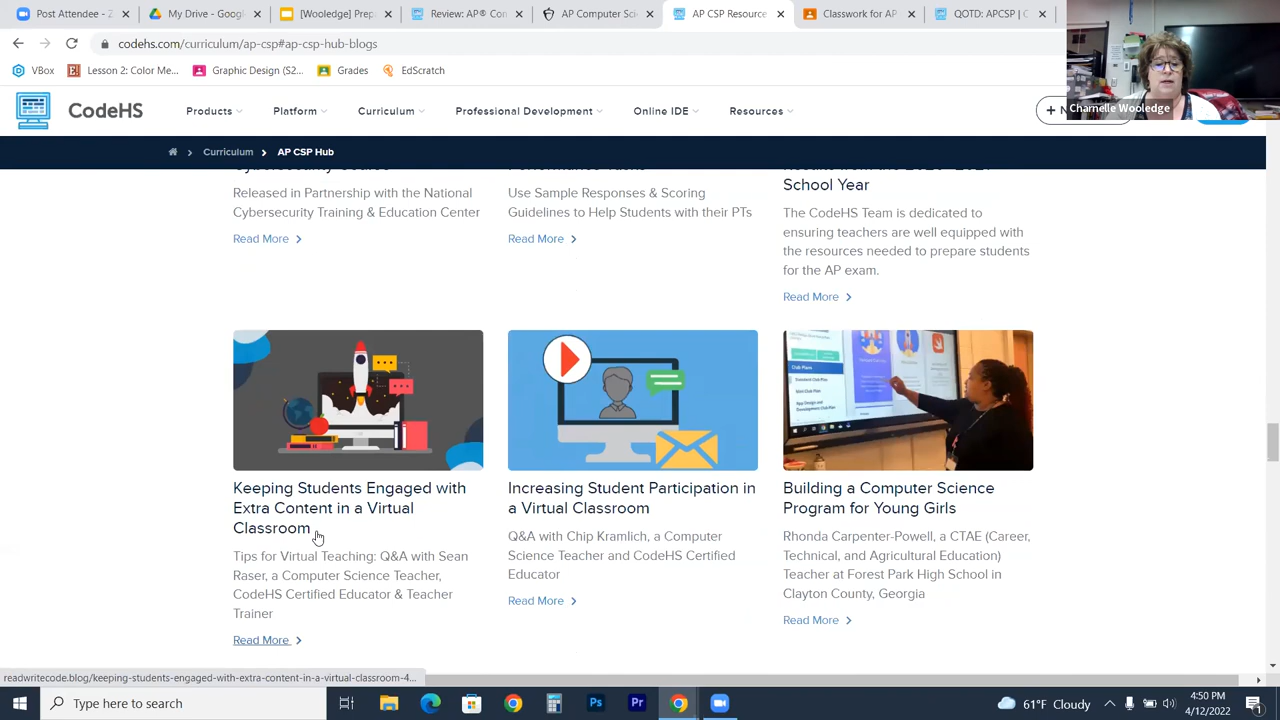 Post Attendee - Z
My Drive - Googl
[Wooledge] Prep
Review: AP® Con
AP Computer Sci
AP CSP Resource
Classwork for AP
QOTD: APCSP | G
codehs.com/curriculum/ap-csp#ap-csp-hub-blogs
VBox
Lesson 2: Color Me...
Graphic Design (S2...
Grades
EdScratch
Charnelle Wooledge
CodeHS
Products
Platform
Curriculum
Professional Development
Online IDE
Resources
Curriculum
AP CSP Hub
School Year
Released in Partnership with the National
Cybersecurity Training & Education Center
Read More
Use Sample Responses & Scoring
Guidelines to Help Students with their PTs
Read More
The CodeHS Team is dedicated to
ensuring teachers are well equipped with
the resources needed to prepare students
for the AP exam.
Read More
Keeping Students Engaged with
Extra Content in a Virtual
Classroom
Tips for Virtual Teaching: Q&A with Sean
Raser, a Computer Science Teacher,
CodeHS Certified Educator & Teacher
Trainer
Read More
Increasing Student Participation in
a Virtual Classroom
Q&A with Chip Kramlich, a Computer
Science Teacher and CodeHS Certified
Educator
Read More
Club Plans
Building a Computer Science
Program for Young Girls
Rhonda Carpenter-Powell, a CTAE (Career,
Technical, and Agricultural Education)
Teacher at Forest Park High School in
Clayton County, Georgia
Read More
readwritecode.blog/keeping-students-engaged-with-extra-content-in-a-virtual-classroom-4...
Type here to search
Ps
Pr
61°F Cloudy
4:50 PM
4/12/2022
1